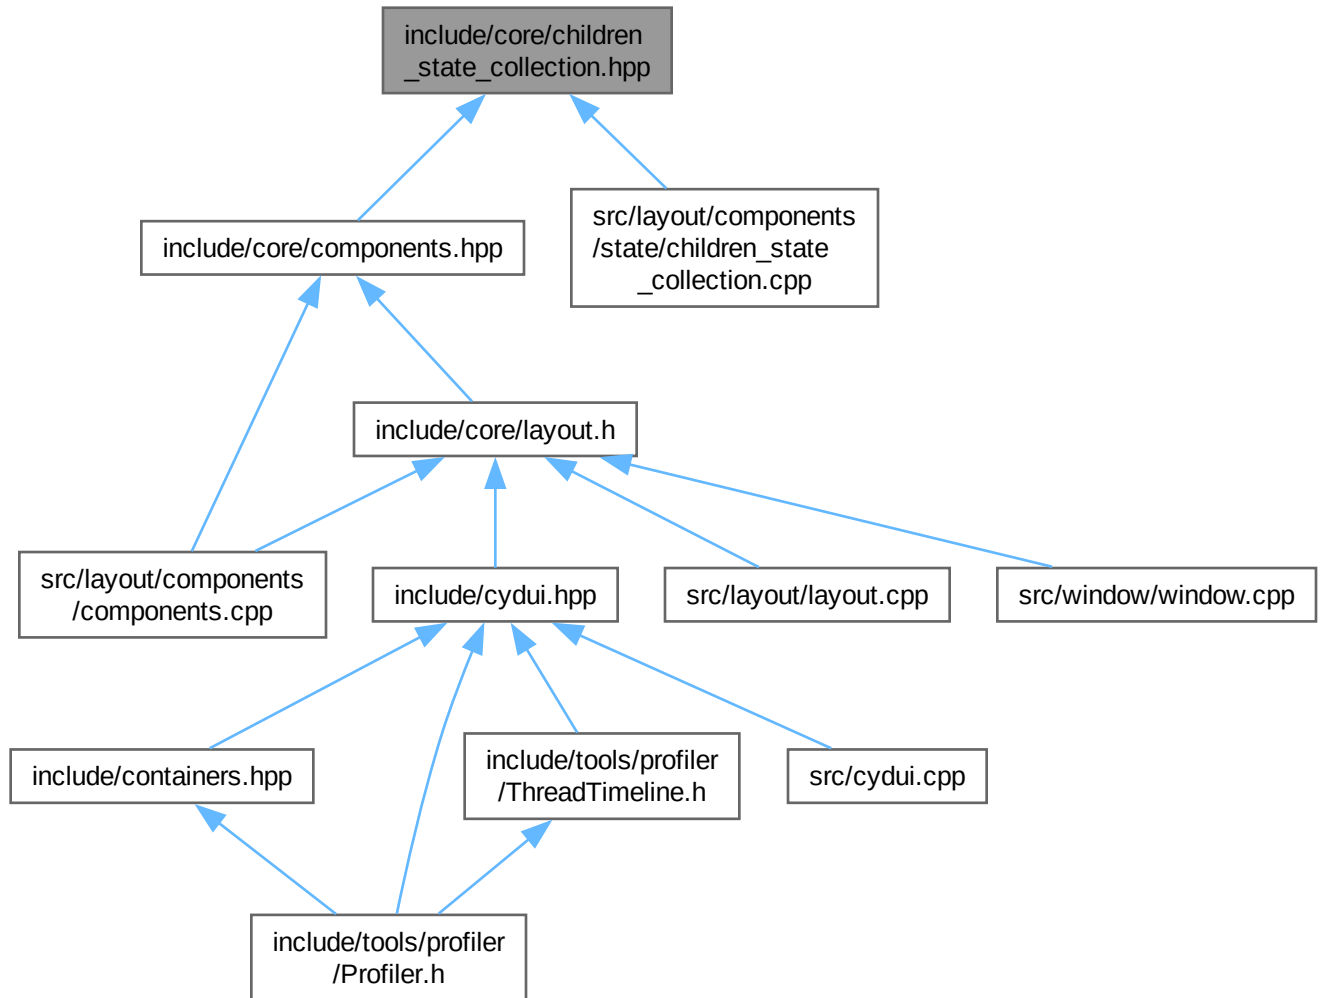 include/core/children
_state_collection.hpp
include/core/components.hpp
src/layout/components
/state/children_state
_collection.cpp
include/core/layout.h
src/layout/components
/components.cpp
include/cydui.hpp
src/layout/layout.cpp
src/window/window.cpp
include/containers.hpp
include/tools/profiler
/ThreadTimeline.h
src/cydui.cpp
include/tools/profiler
/Profiler.h